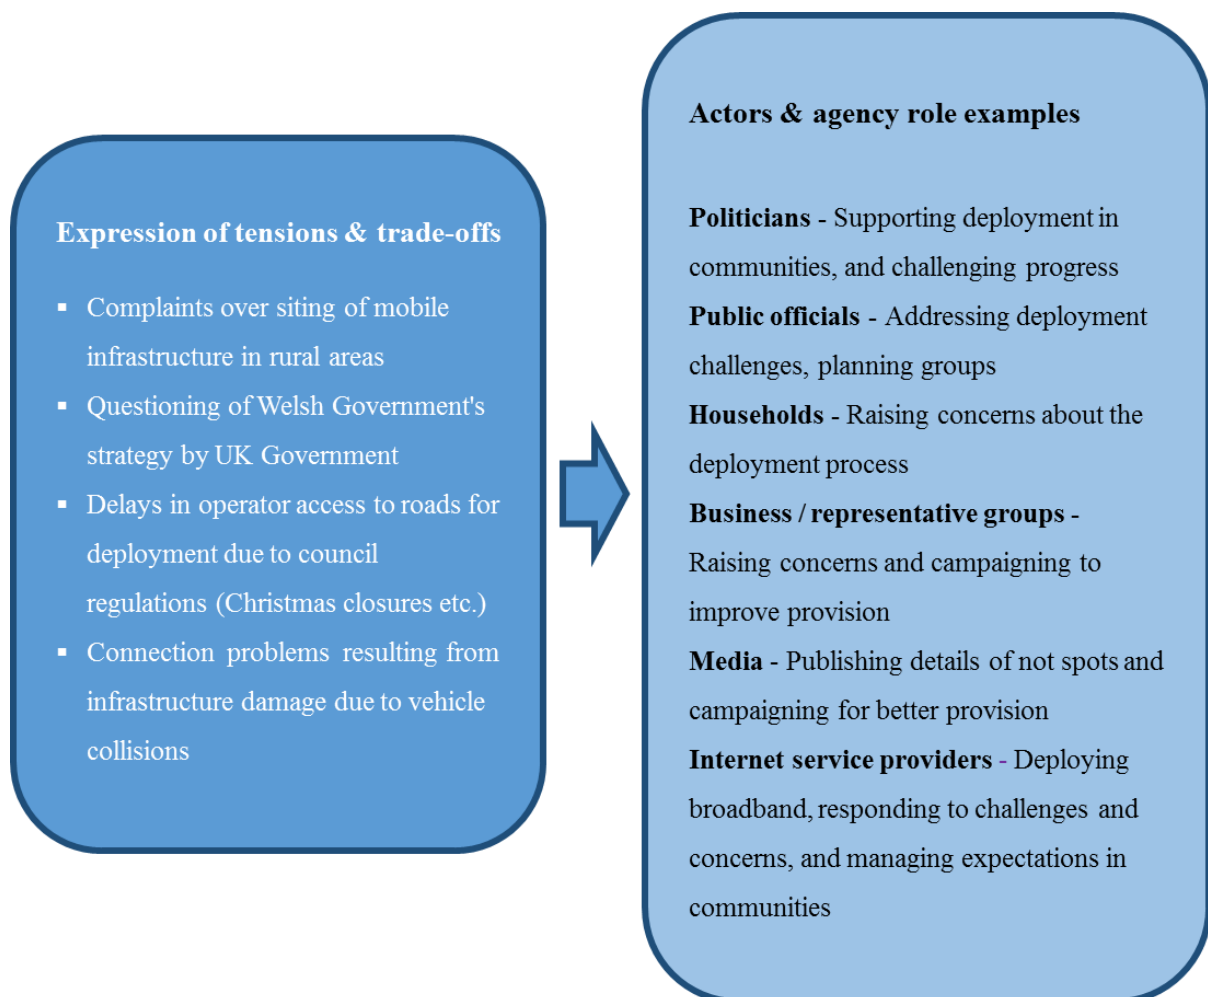 Expression of tensions & trade-offs
▪ Complaints over siting of mobile
infrastructure in rural areas
▪ Questioning of Welsh Government's
strategy by UK Government
▪ Delays in operator access to roads for
deployment due to council
regulations (Christmas closures etc.)
▪ Connection problems resulting from
infrastructure damage due to vehicle
collisions
Actors & agency role examples
Politicians - Supporting deployment in
communities, and challenging progress
Public officials - Addressing deployment
challenges, planning groups
Households - Raising concerns about the
deployment process
Business / representative groups -
Raising concerns and campaigning to
improve provision
Media - Publishing details of not spots and
campaigning for better provision
Internet service providers - Deploying
broadband, responding to challenges and
concerns, and managing expectations in
communities